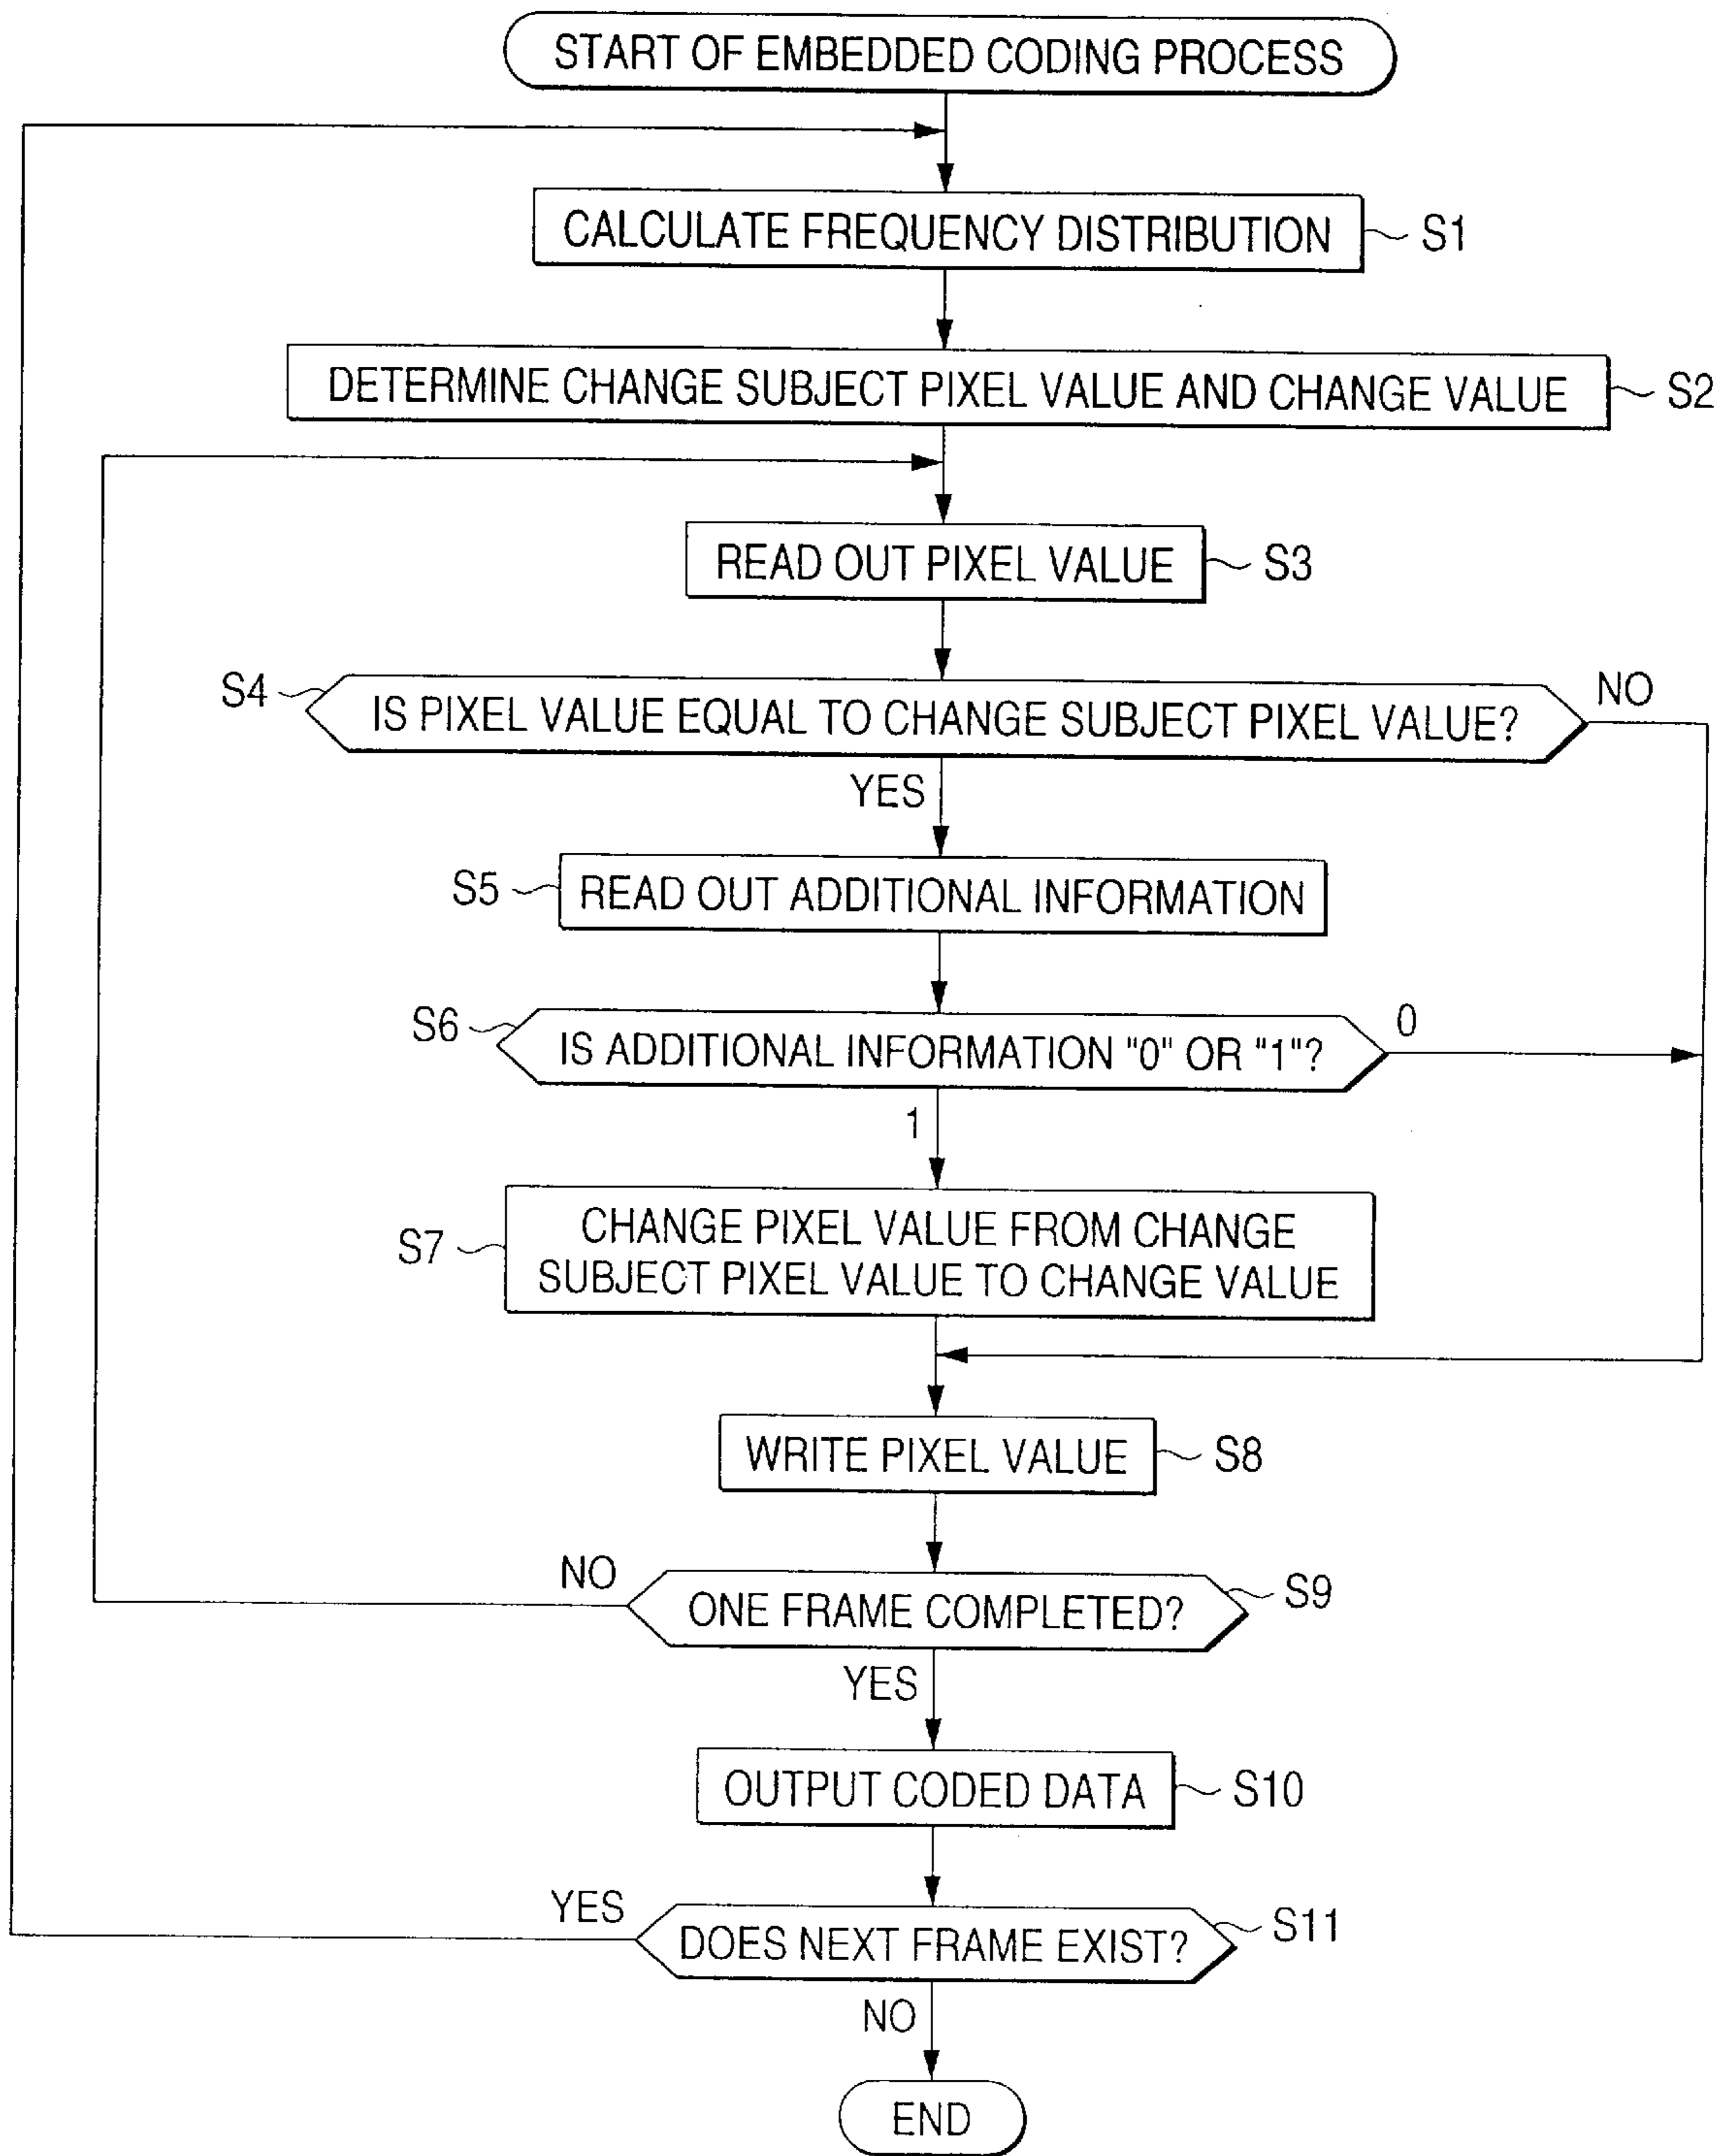 START OF EMBEDDED CODING PROCESS
CALCULATE FREQUENCY DISTRIBUTION
S1
DETERMINE CHANGE SUBJECT PIXEL VALUE AND CHANGE VALUE
S2
READ OUT PIXEL VALUE
S3
S4
IS PIXEL VALUE EQUAL TO CHANGE SUBJECT PIXEL VALUE?
NO
YES
S5
READ OUT ADDITIONAL INFORMATION
S6
IS ADDITIONAL INFORMATION "0" OR "1"?
0
1
S7
CHANGE PIXEL VALUE FROM CHANGE
SUBJECT PIXEL VALUE TO CHANGE VALUE
WRITE PIXEL VALUE
S8
NO
ONE FRAME COMPLETED?
S9
YES
OUTPUT CODED DATA
S10
YES
DOES NEXT FRAME EXIST?
S11
NO
END